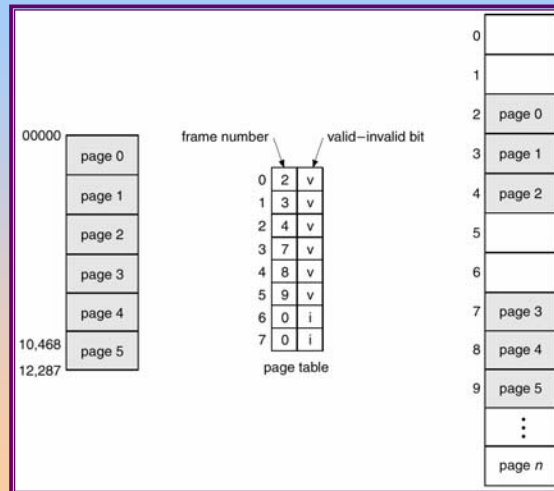 00000
page 0
page 1
page 2
page 3
page 4
10,468
page 5
12,287
frame number
valid–invalid bit
0 2 v
1 3 v
2 4 v
3 7 v
4 8 v
5 9 v
6 0 i
7 0 i
page table
0
1
2 page 0
3 page 1
4 page 2
5
6
7 page 3
8 page 4
9 page 5
⋮
page n